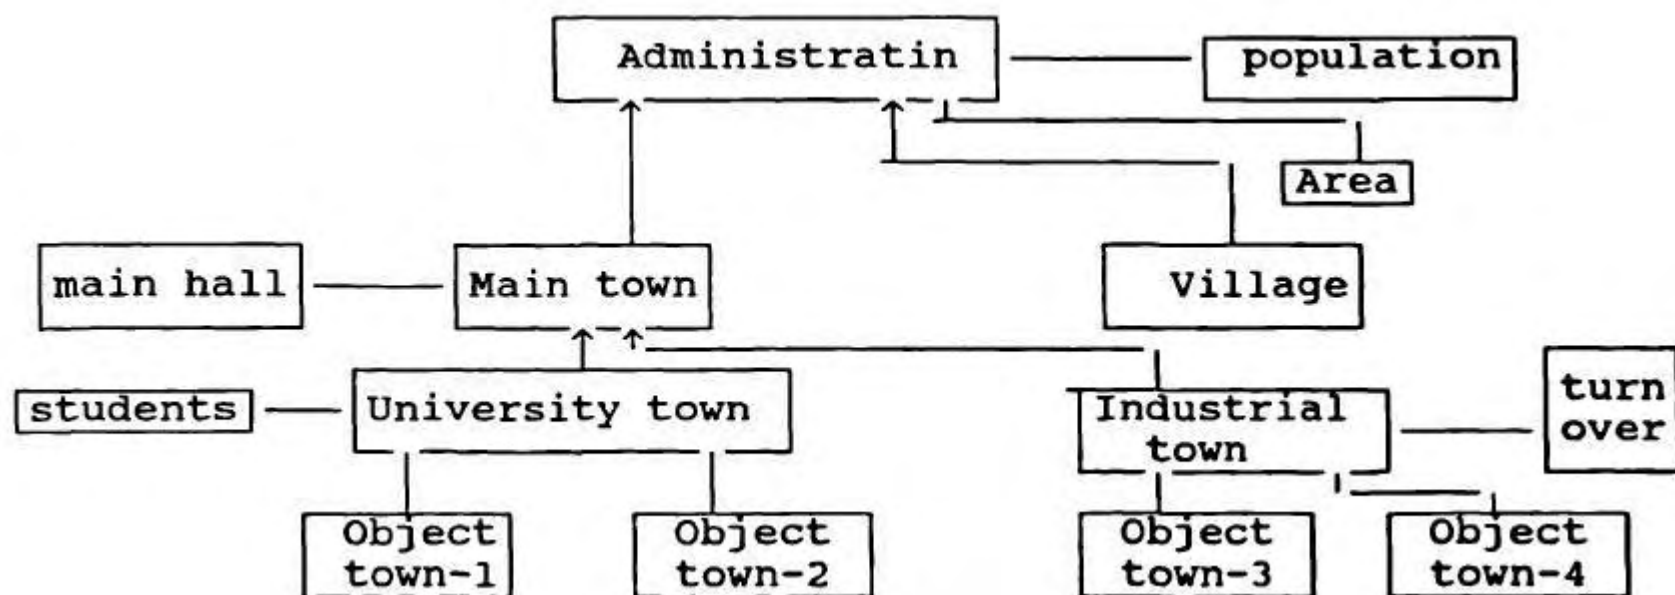 Administratin
population
Area
main hall
Main town
Village
students
University town
Industrial
town
turn
over
Object
town-1
Object
town-2
Object
town-3
Object
town-4